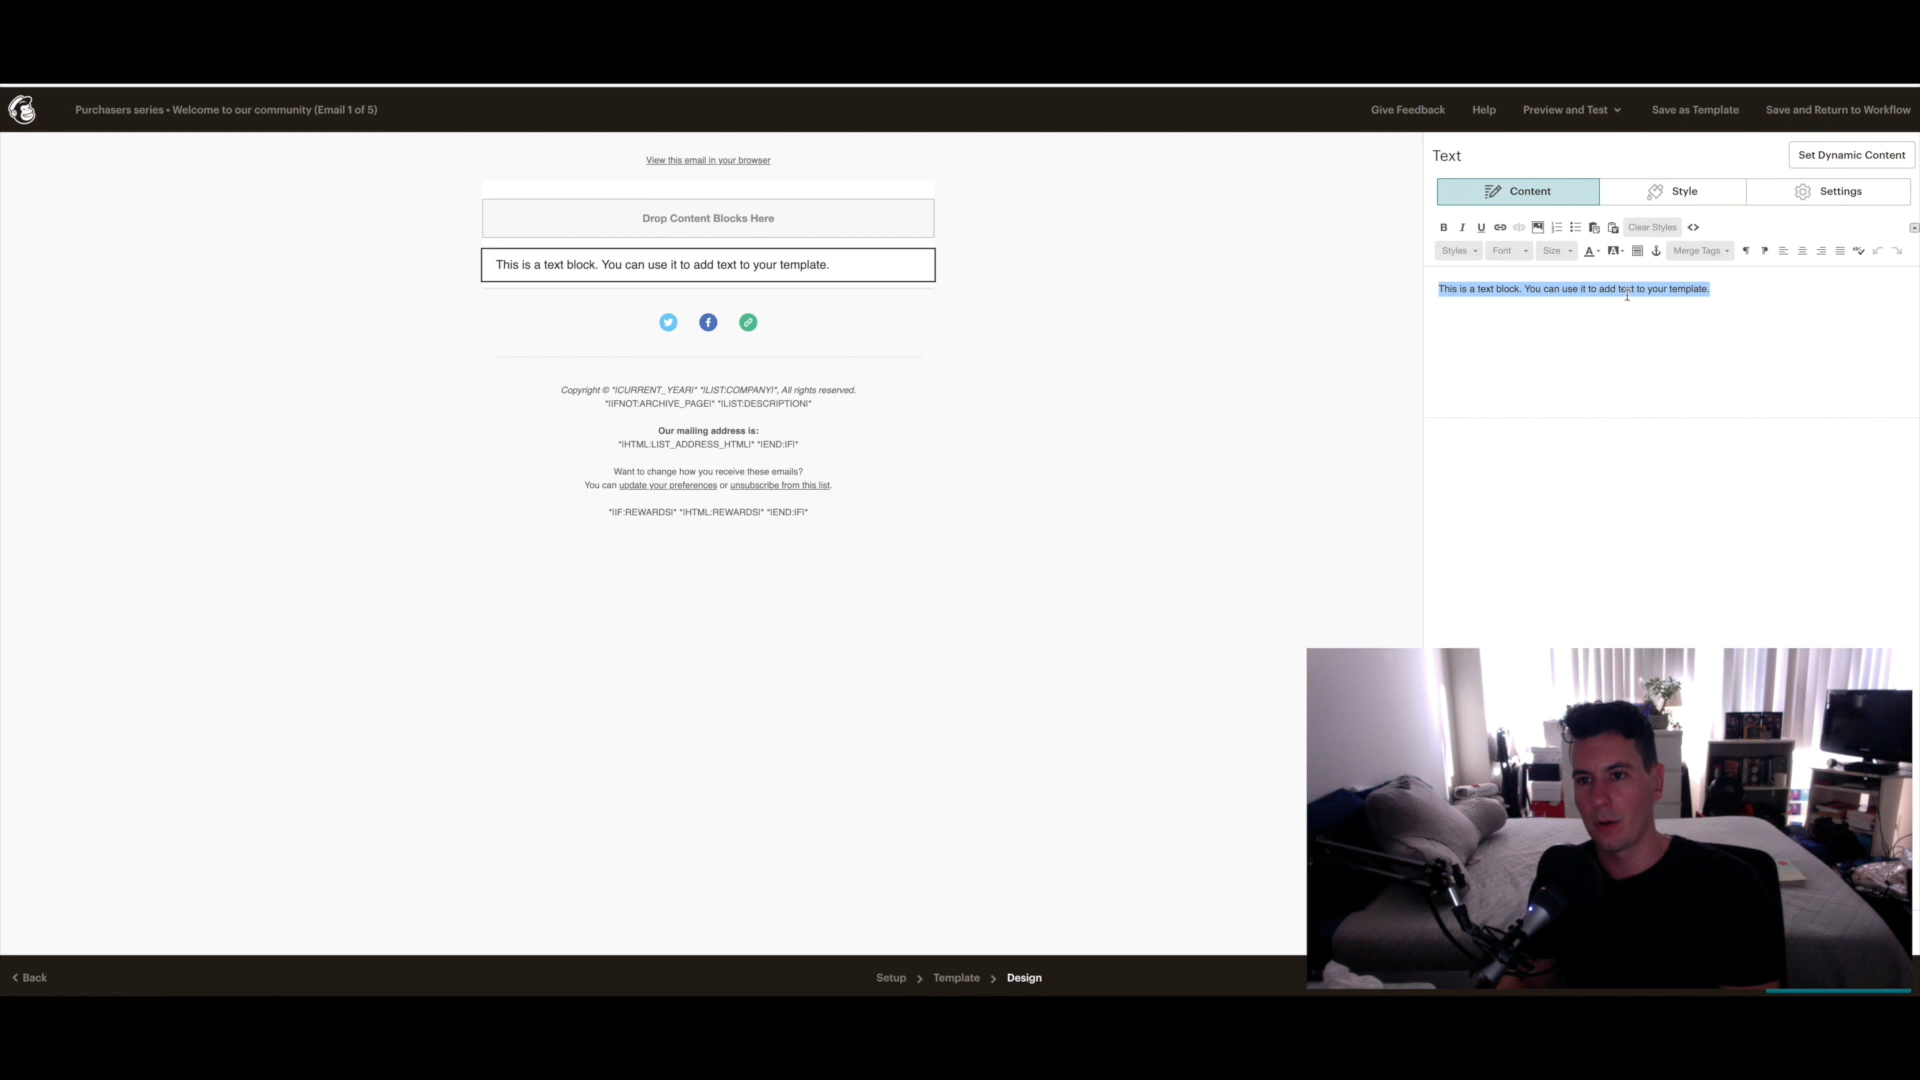 Purchasers series • Welcome to our community (Email 1 of 5)
Give Feedback
Help
Preview and Test
Save as Template
Save and Return to Workflow
View this email in your browser
Drop Content Blocks Here
This is a text block. You can use it to add text to your template.
Copyright © *|CURRENT_YEAR|* *|LIST:COMPANY|*, All rights reserved.
*|IFNOT:ARCHIVE_PAGE|* *|LIST:DESCRIPTION|*
Our mailing address is:
*|HTML:LIST_ADDRESS_HTML|* *|END:IF|*
Want to change how you receive these emails?
You can update your preferences or unsubscribe from this list.
*|IF:REWARDS|* *|HTML:REWARDS|* *|END:IF|*
Text
Set Dynamic Content
Content
Style
Settings
B I U
Clear Styles
Styles
Font
Size
A
A
Merge Tags
This is a text block. You can use it to add text to your template.
Back
Setup
Template
Design